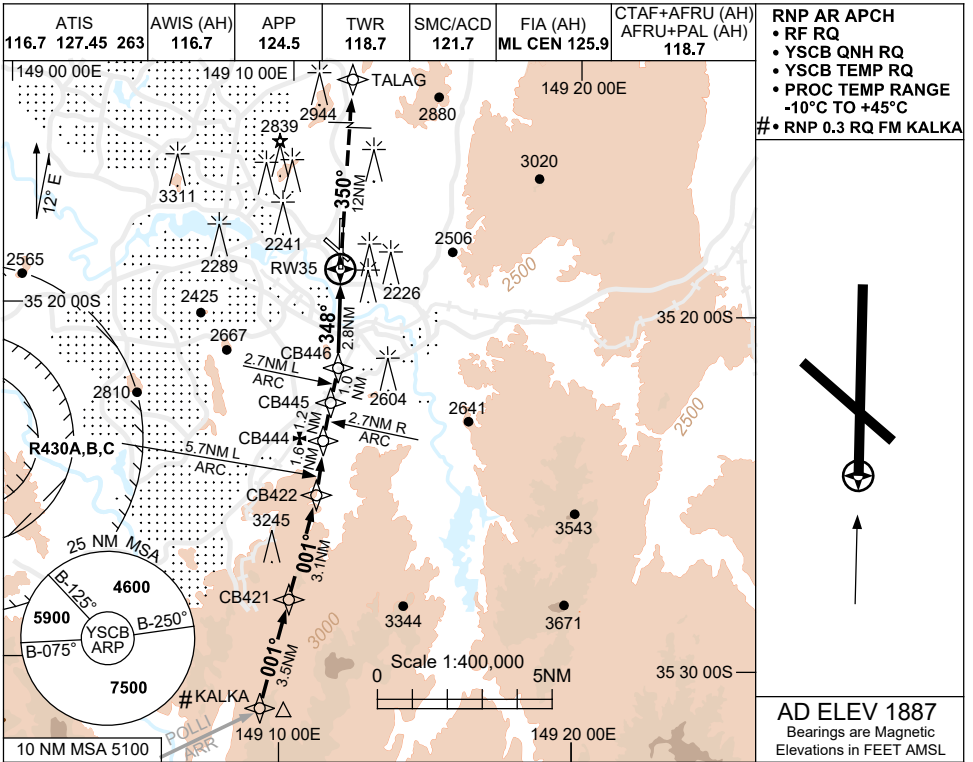 ATIS
116.7 127.45 263
AWIS (AH)
116.7
APP
124.5
TWR
118.7
SMC/ACD
121.7
FIA (AH)
ML CEN 125.9
CTAF+AFRU (AH)
AFRU+PAL (AH)
118.7
RNP AR APCH
• RF RQ
• YSCB QNH RQ
• YSCB TEMP RQ
• PROC TEMP RANGE
-10°C TO +45°C
# • RNP 0.3 RQ FM KALKA
149 00 00E
149 10 00E
149 20 00E
TALAG
2944
2880
2839
3311
12° E
3020
350°
12NM
2241
2289
2506
2565
RW35
2226
2500
35 20 00S
35 20 00S
2425
348°
2.8NM
2667
CB446
2.7NM L
ARC
1.0
NM
2604
2810
CB445
1.2
NM
2.7NM R
ARC
2641
2500
CB444
R430A,B,C
5.7NM L
ARC
1.6
NM
CB422
3245
3543
25 NM MSA
001°
3.1NM
B-125°
4600
CB421
5900
B-250°
YSCB
ARP
B-075°
7500
3344
3671
3000
001°
3.5NM
Scale 1:400,000
0
5NM
35 30 00S
# KALKA
POLLI
ARR
149 10 00E
149 20 00E
10 NM MSA 5100
AD ELEV 1887
Bearings are Magnetic
Elevations in FEET AMSL